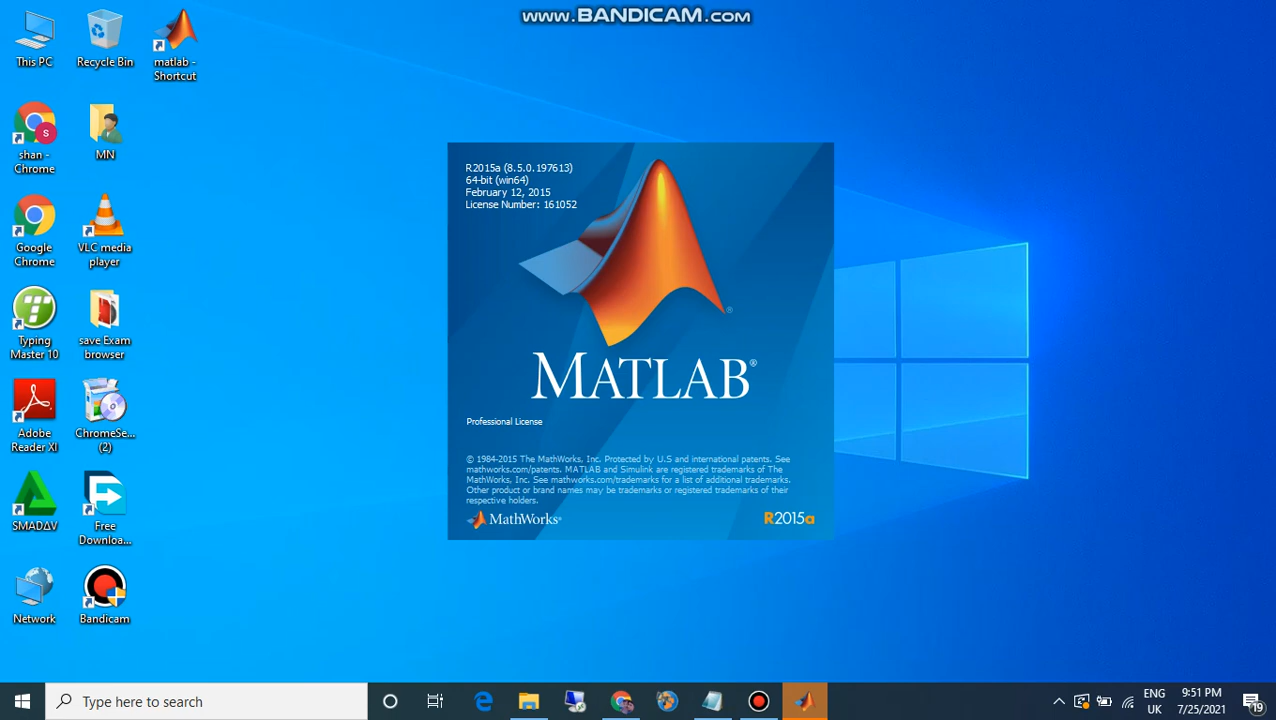 www.BANDICAM.com
This PC
Recycle Bin
matlab -
Shortcut
shan -
Chrome
MN
Google
Chrome
VLC media
player
Typing
Master 10
save Exam
browser
Adobe
Reader XI
ChromeSe...
(2)
SMADΔV
Free
Downloa...
Network
Bandicam
R2015a (8.5.0.197613)
64-bit (win64)
February 12, 2015
License Number: 161052
MATLAB®
Professional License
© 1984-2015 The MathWorks, Inc. Protected by U.S and international patents. See
mathworks.com/patents. MATLAB and Simulink are registered trademarks of The
MathWorks, Inc. See mathworks.com/trademarks for a list of additional trademarks.
Other product or brand names may be trademarks or registered trademarks of their
respective holders.
MathWorks®
R2015a
Type here to search
ENG
UK
9:51 PM
7/25/2021
19